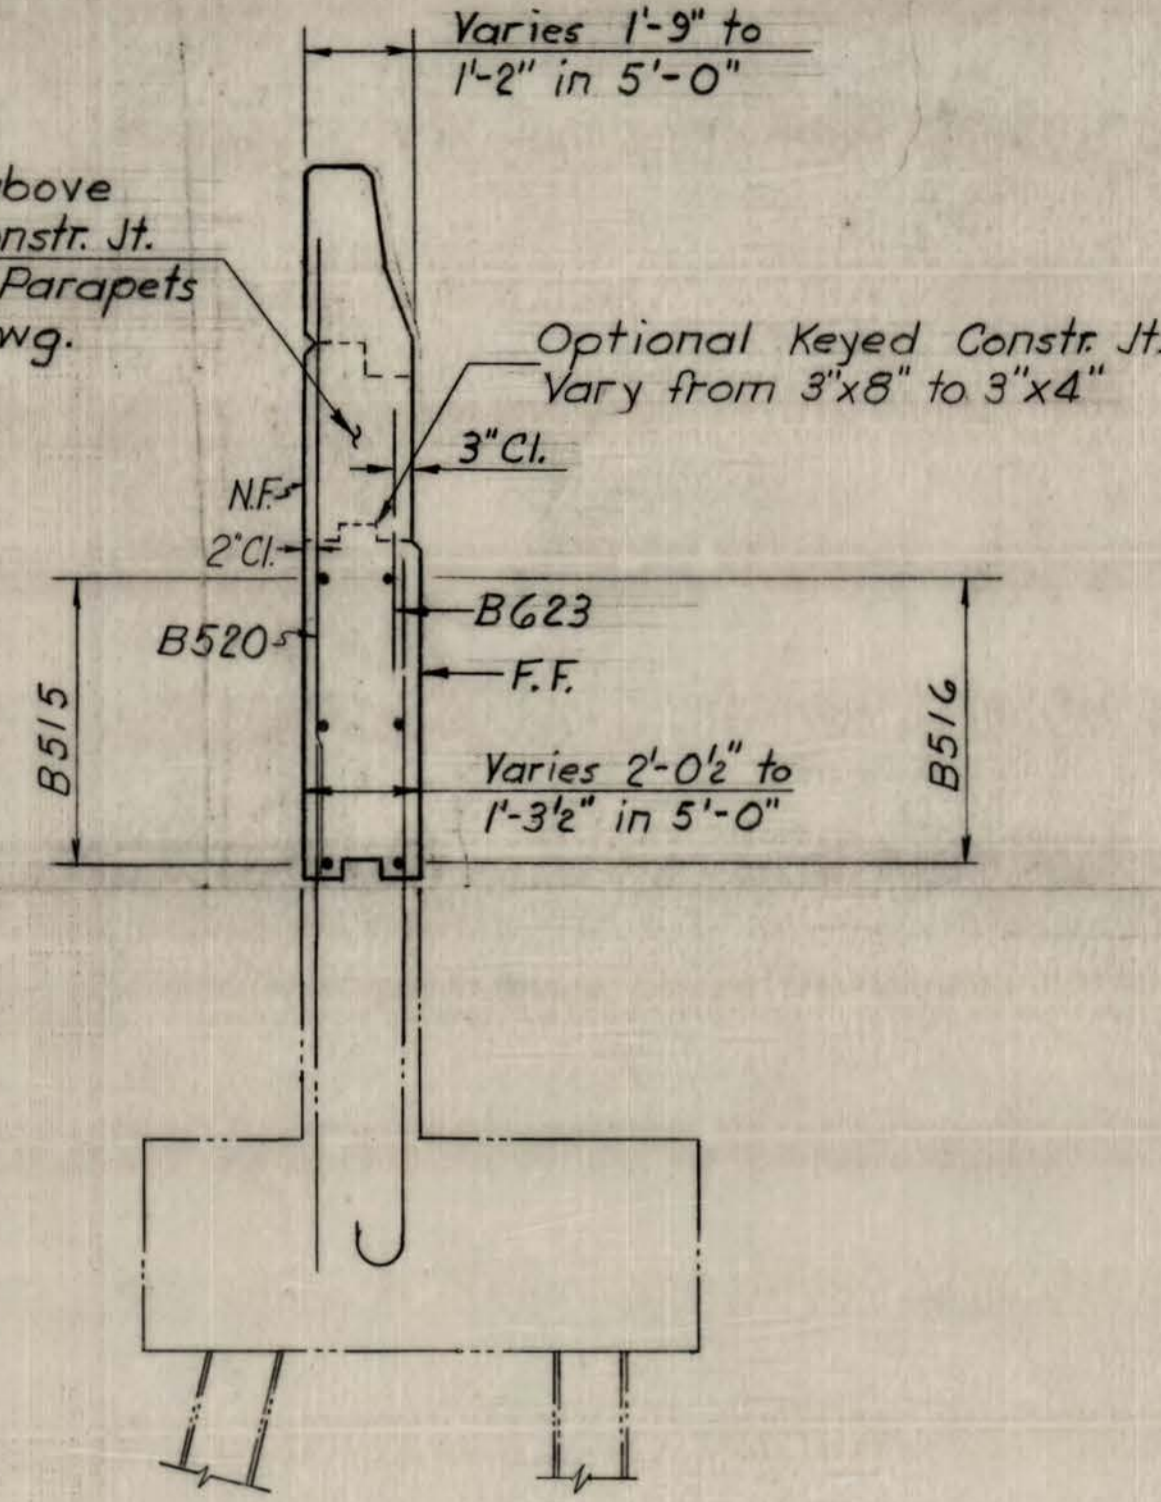 Varies 1'-9" to
1'-2" in 5'-0"
above
nstr. Jt.
Parapets
wg.
Optional Keyed Constr. Jt.
Vary from 3"x8" to 3"x4"
3" Cl.
N.F.
2" Cl.
B623
B520
F.F.
B515
B516
Varies 2'-0½" to
1'-3½" in 5'-0"